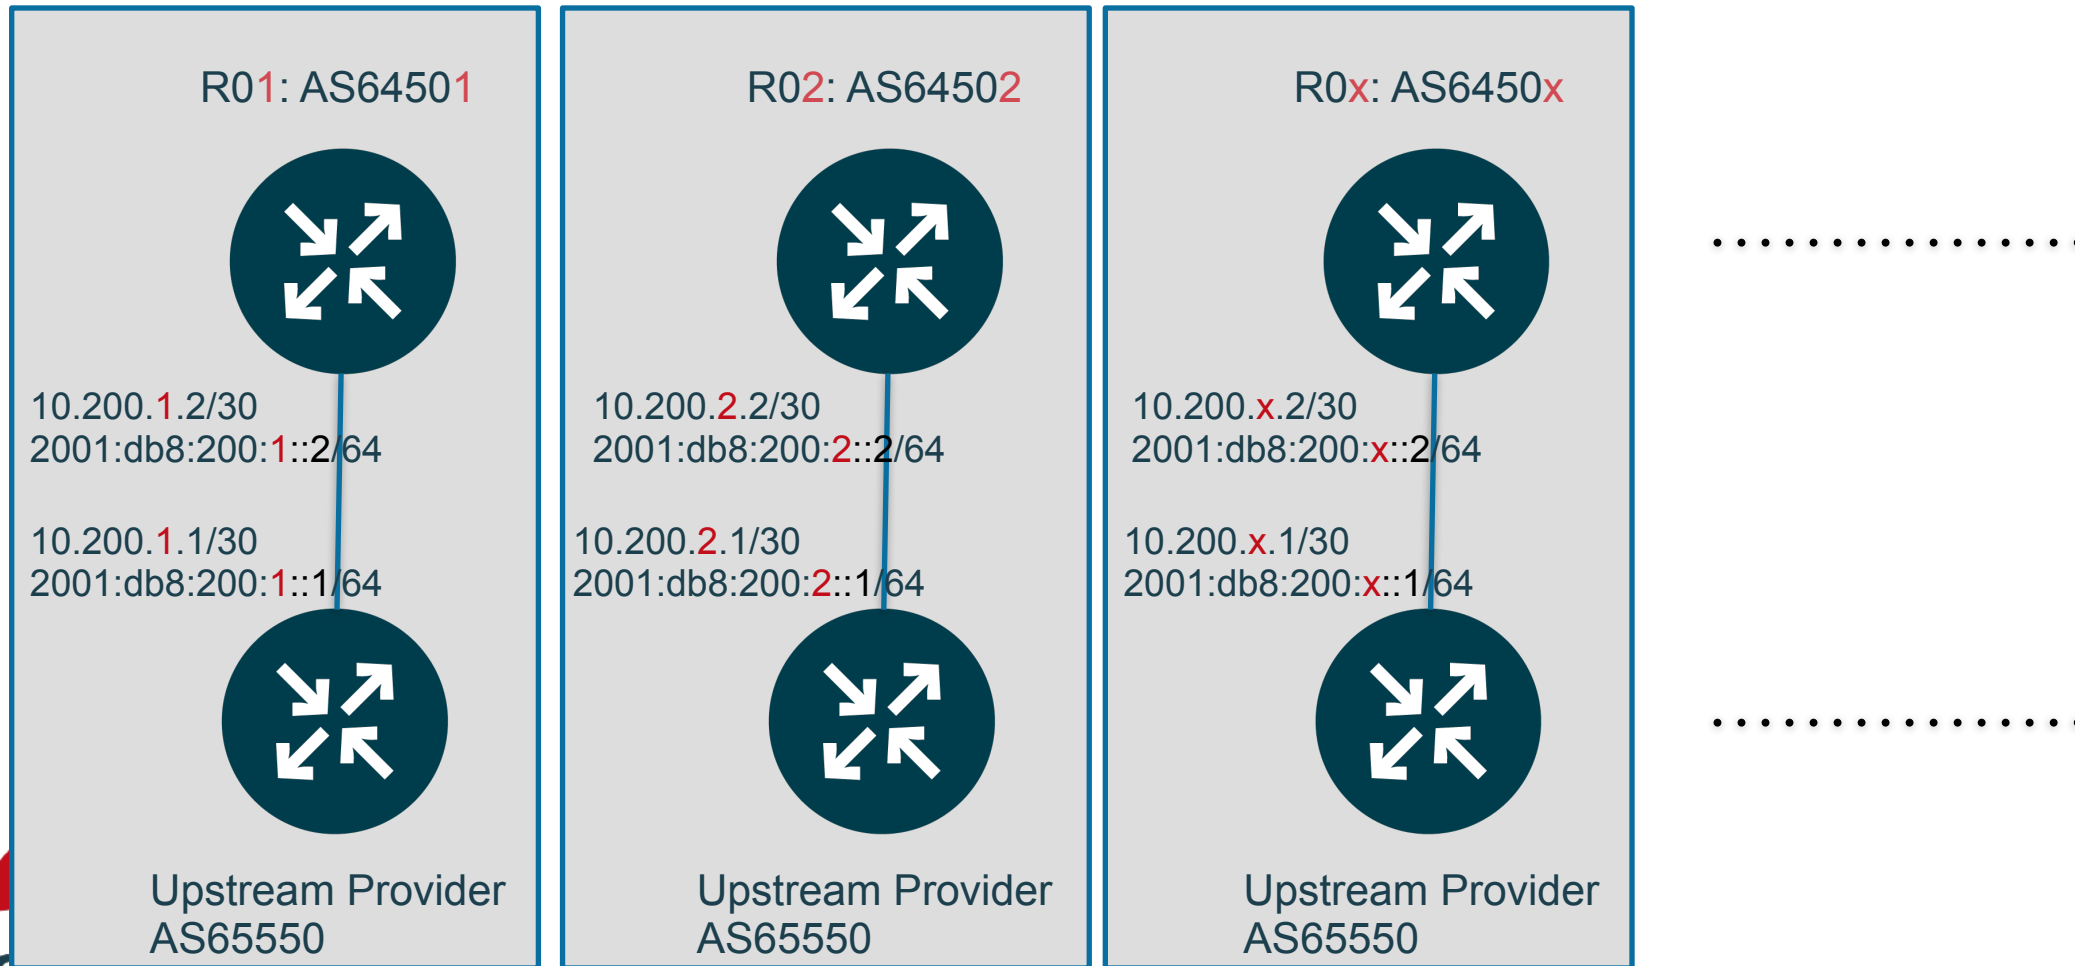 R01: AS64501
10.200.1.2/30
2001:db8:200:1::2/64
10.200.1.1/30
2001:db8:200:1::1/64
Upstream Provider
AS65550
R02: AS64502
10.200.2.2/30
2001:db8:200:2::2/64
10.200.2.1/30
2001:db8:200:2::1/64
Upstream Provider
AS65550
R0x: AS6450x
10.200.x.2/30
2001:db8:200:x::2/64
10.200.x.1/30
2001:db8:200:x::1/64
Upstream Provider
AS65550